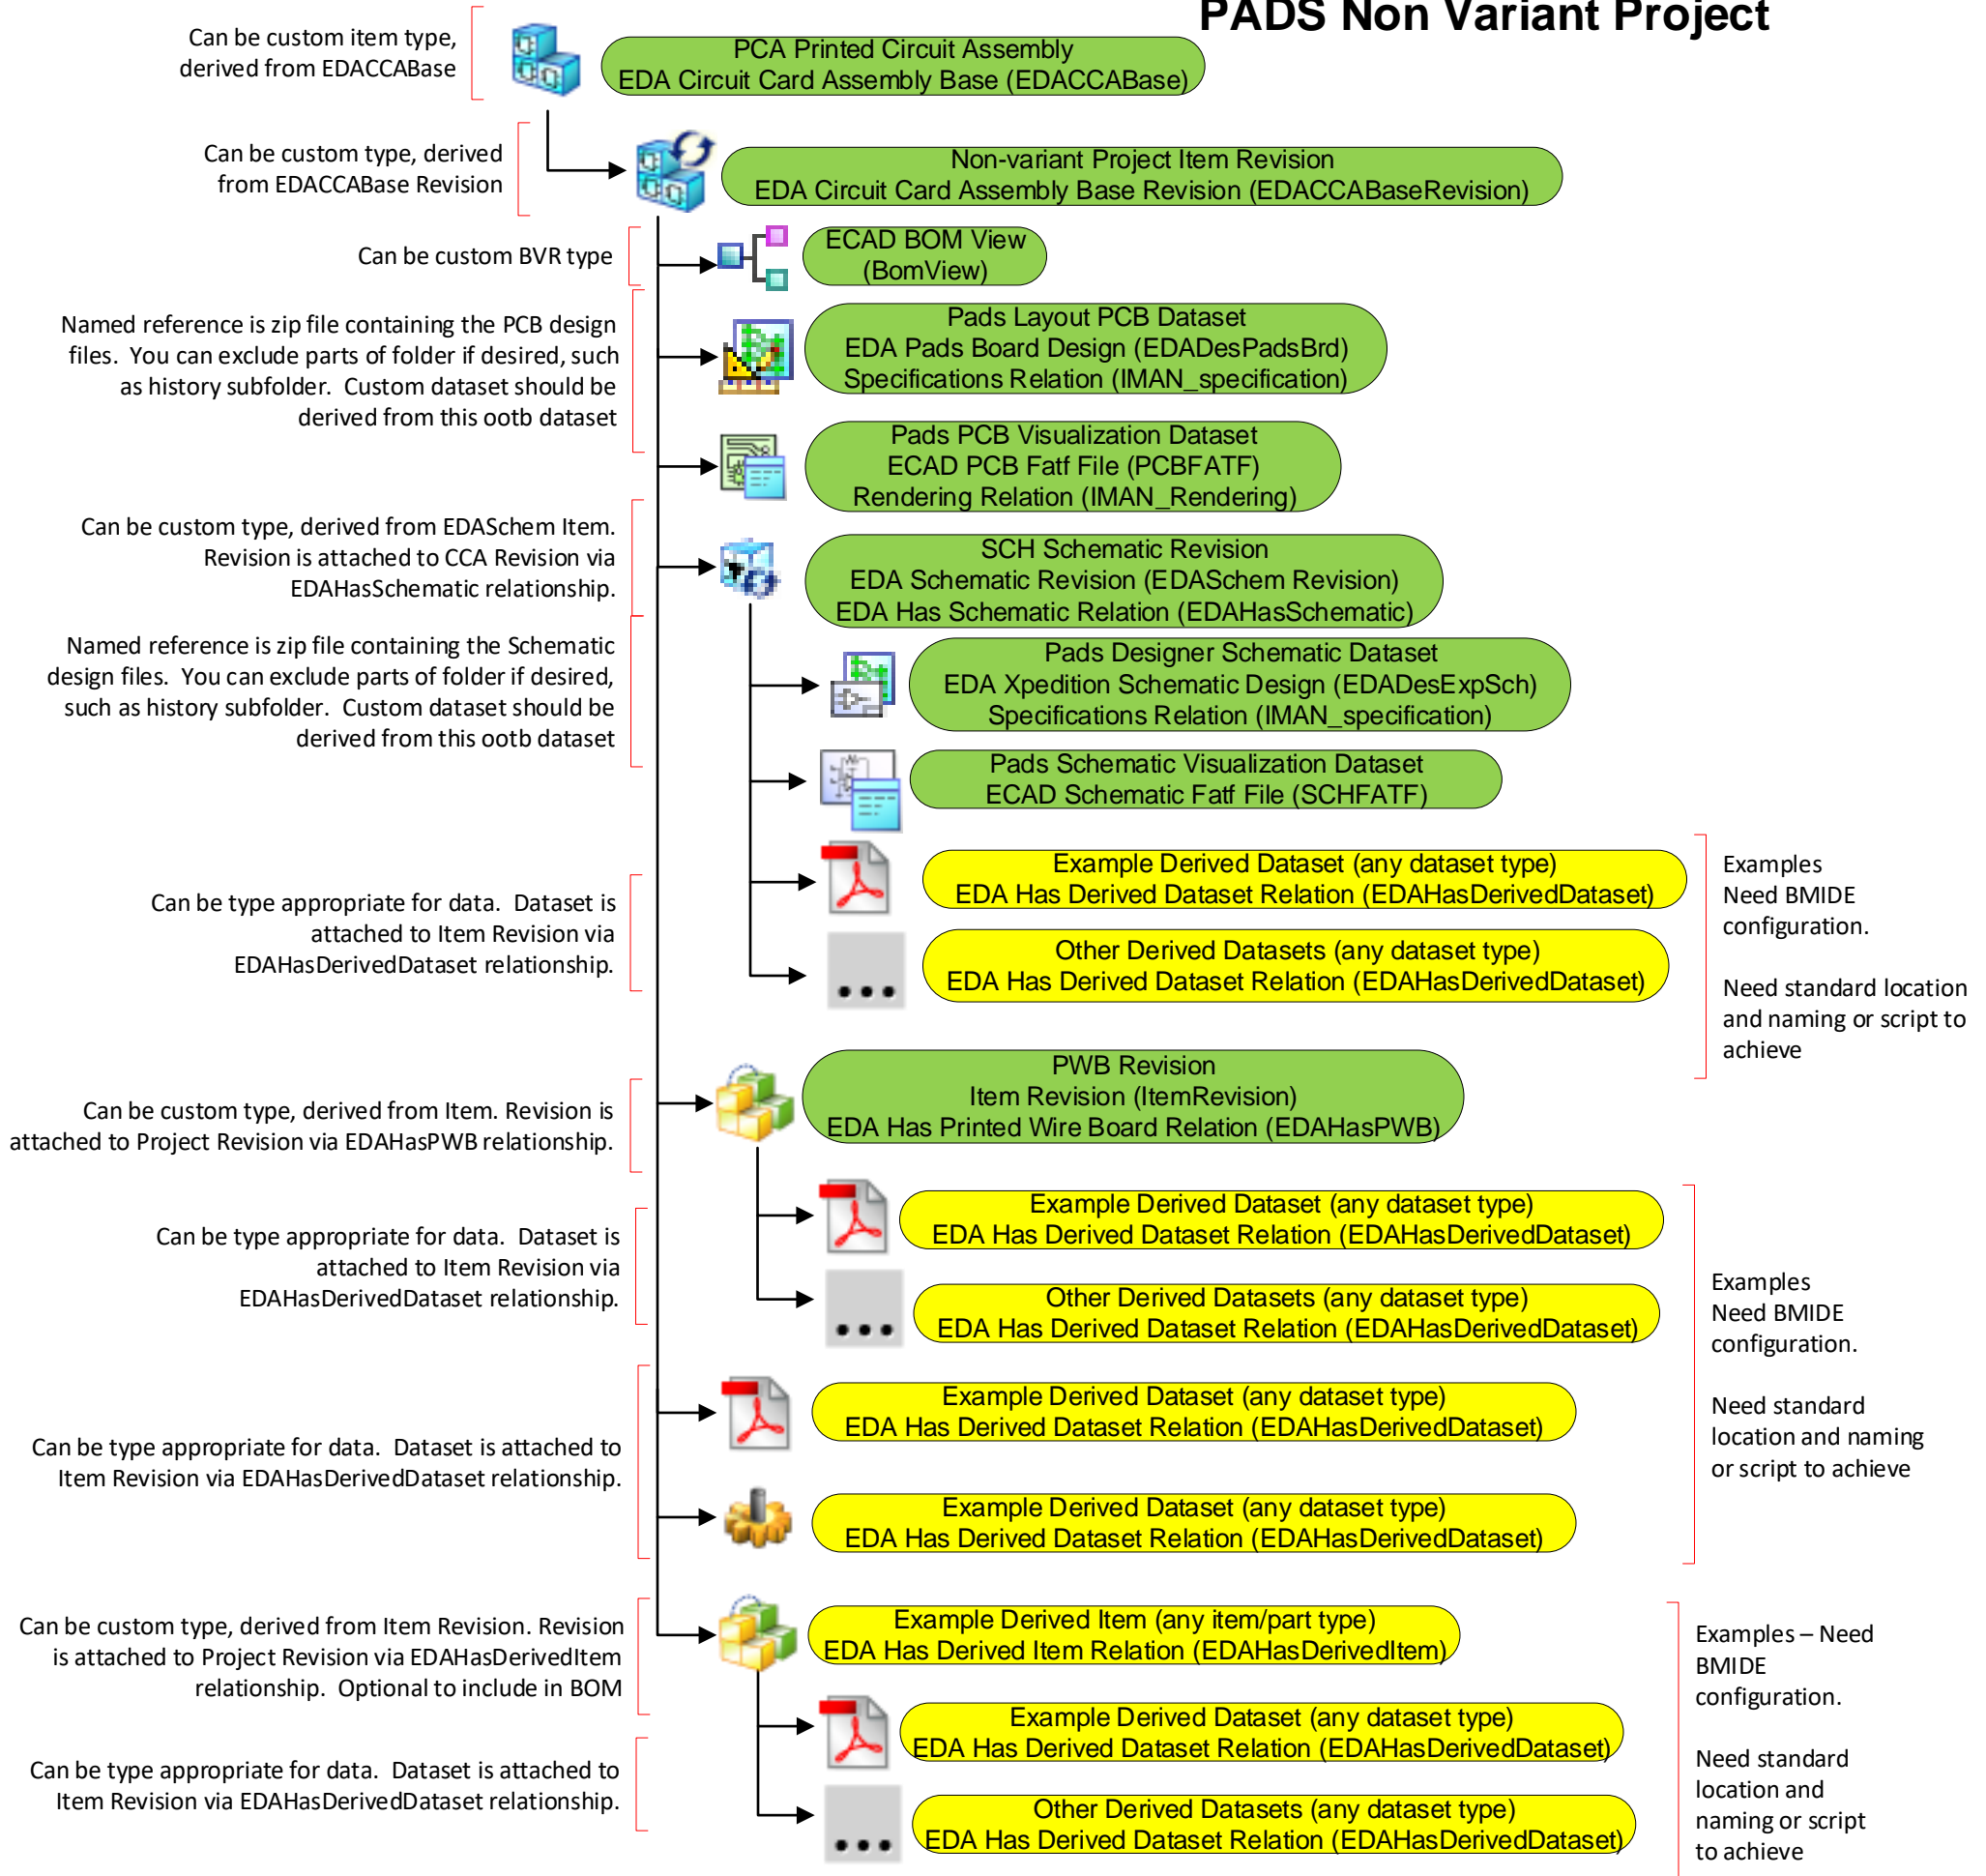 PADS Non Variant Project
Can be custom item type,
derived from EDACCABase
PCA Printed Circuit Assembly
EDA Circuit Card Assembly Base (EDACCABase)
Can be custom type, derived
from EDACCABase Revision
Non-variant Project Item Revision
EDA Circuit Card Assembly Base Revision (EDACCABaseRevision)
Can be custom BVR type
ECAD BOM View
(BomView)
Named reference is zip file containing the PCB design
files. You can exclude parts of folder if desired, such
as history subfolder. Custom dataset should be
derived from this ootb dataset
Pads Layout PCB Dataset
EDA Pads Board Design (EDADesPadsBrd)
Specifications Relation (IMAN_specification)
Pads PCB Visualization Dataset
ECAD PCB Fatf File (PCBFATF)
Rendering Relation (IMAN_Rendering)
Can be custom type, derived from EDASchem Item.
Revision is attached to CCA Revision via
EDAHasSchematic relationship.
SCH Schematic Revision
EDA Schematic Revision (EDASchem Revision)
EDA Has Schematic Relation (EDAHasSchematic)
Named reference is zip file containing the Schematic
design files. You can exclude parts of folder if desired,
such as history subfolder. Custom dataset should be
derived from this ootb dataset
Pads Designer Schematic Dataset
EDA Xpedition Schematic Design (EDADesExpSch)
Specifications Relation (IMAN_specification)
Pads Schematic Visualization Dataset
ECAD Schematic Fatf File (SCHFATF)
Can be type appropriate for data. Dataset is
attached to Item Revision via
EDAHasDerivedDataset relationship.
Example Derived Dataset (any dataset type)
EDA Has Derived Dataset Relation (EDAHasDerivedDataset)
Other Derived Datasets (any dataset type)
EDA Has Derived Dataset Relation (EDAHasDerivedDataset)
Examples
Need BMIDE
configuration.
Need standard location
and naming or script to
achieve
Can be custom type, derived from Item. Revision is
attached to Project Revision via EDAHasPWB relationship.
PWB Revision
Item Revision (ItemRevision)
EDA Has Printed Wire Board Relation (EDAHasPWB)
Can be type appropriate for data. Dataset is
attached to Item Revision via
EDAHasDerivedDataset relationship.
Example Derived Dataset (any dataset type)
EDA Has Derived Dataset Relation (EDAHasDerivedDataset)
Other Derived Datasets (any dataset type)
EDA Has Derived Dataset Relation (EDAHasDerivedDataset)
Can be type appropriate for data. Dataset is attached to
Item Revision via EDAHasDerivedDataset relationship.
Example Derived Dataset (any dataset type)
EDA Has Derived Dataset Relation (EDAHasDerivedDataset)
Example Derived Dataset (any dataset type)
EDA Has Derived Dataset Relation (EDAHasDerivedDataset)
Examples
Need BMIDE
configuration.
Need standard
location and naming
or script to achieve
Can be custom type, derived from Item Revision. Revision
is attached to Project Revision via EDAHasDerivedItem
relationship. Optional to include in BOM
Example Derived Item (any item/part type)
EDA Has Derived Item Relation (EDAHasDerivedItem)
Can be type appropriate for data. Dataset is attached to
Item Revision via EDAHasDerivedDataset relationship.
Example Derived Dataset (any dataset type)
EDA Has Derived Dataset Relation (EDAHasDerivedDataset)
Other Derived Datasets (any dataset type)
EDA Has Derived Dataset Relation (EDAHasDerivedDataset)
Examples – Need
BMIDE
configuration.
Need standard
location and
naming or script
to achieve